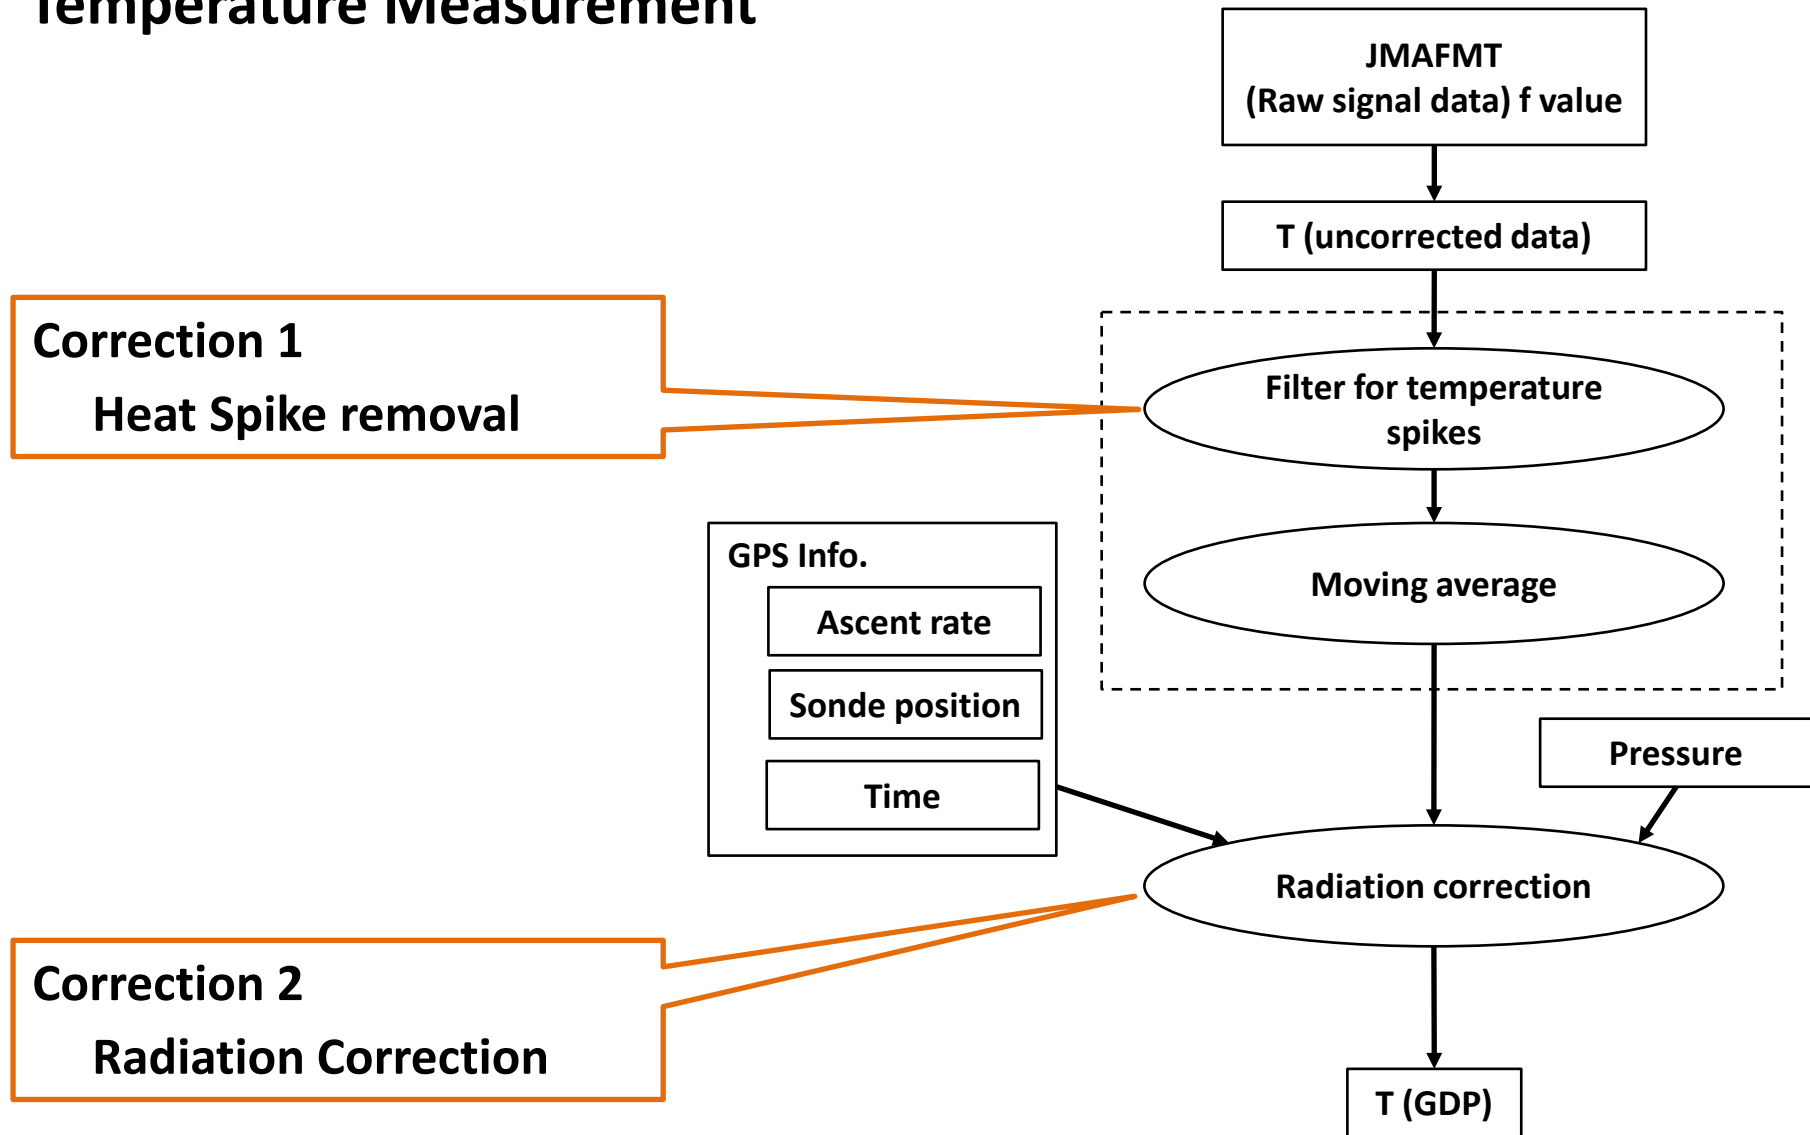 Temperature Measurement
JMAFMT
(Raw signal data) f value
T (uncorrected data)
Correction 1
Heat Spike removal
Filter for temperature
spikes
Moving average
GPS Info.
Ascent rate
Sonde position
Time
Pressure
Radiation correction
Correction 2
Radiation Correction
T (GDP)